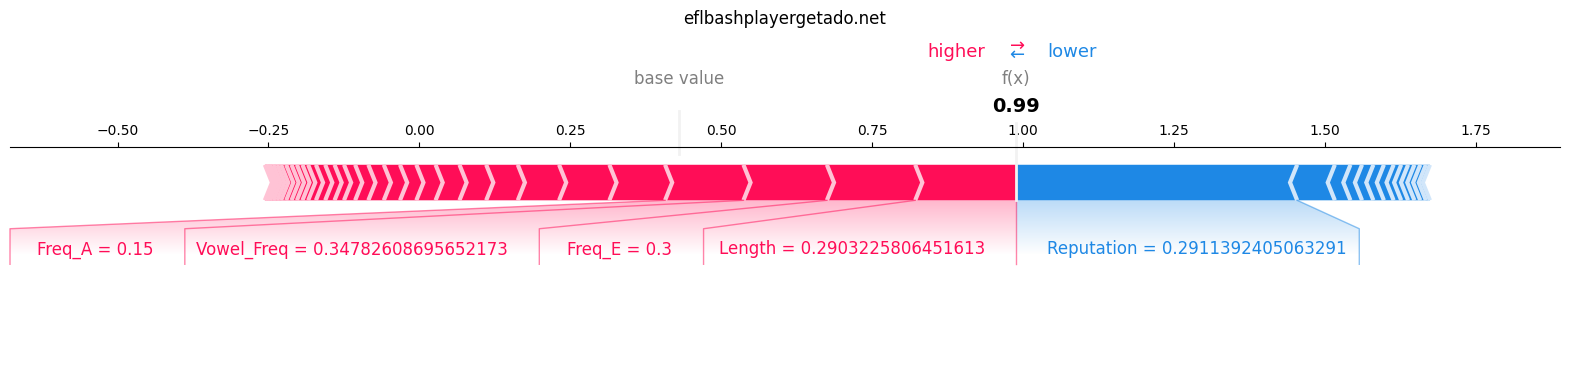 eflbashplayergetado.net
higher ⇄ lower
base value f(x)
0.99
−0.50 −0.25 0.00 0.25 0.50 0.75 1.00 1.25 1.50 1.75
Freq_A = 0.15 Vowel_Freq = 0.34782608695652173 Freq_E = 0.3 Length = 0.2903225806451613 Reputation = 0.2911392405063291